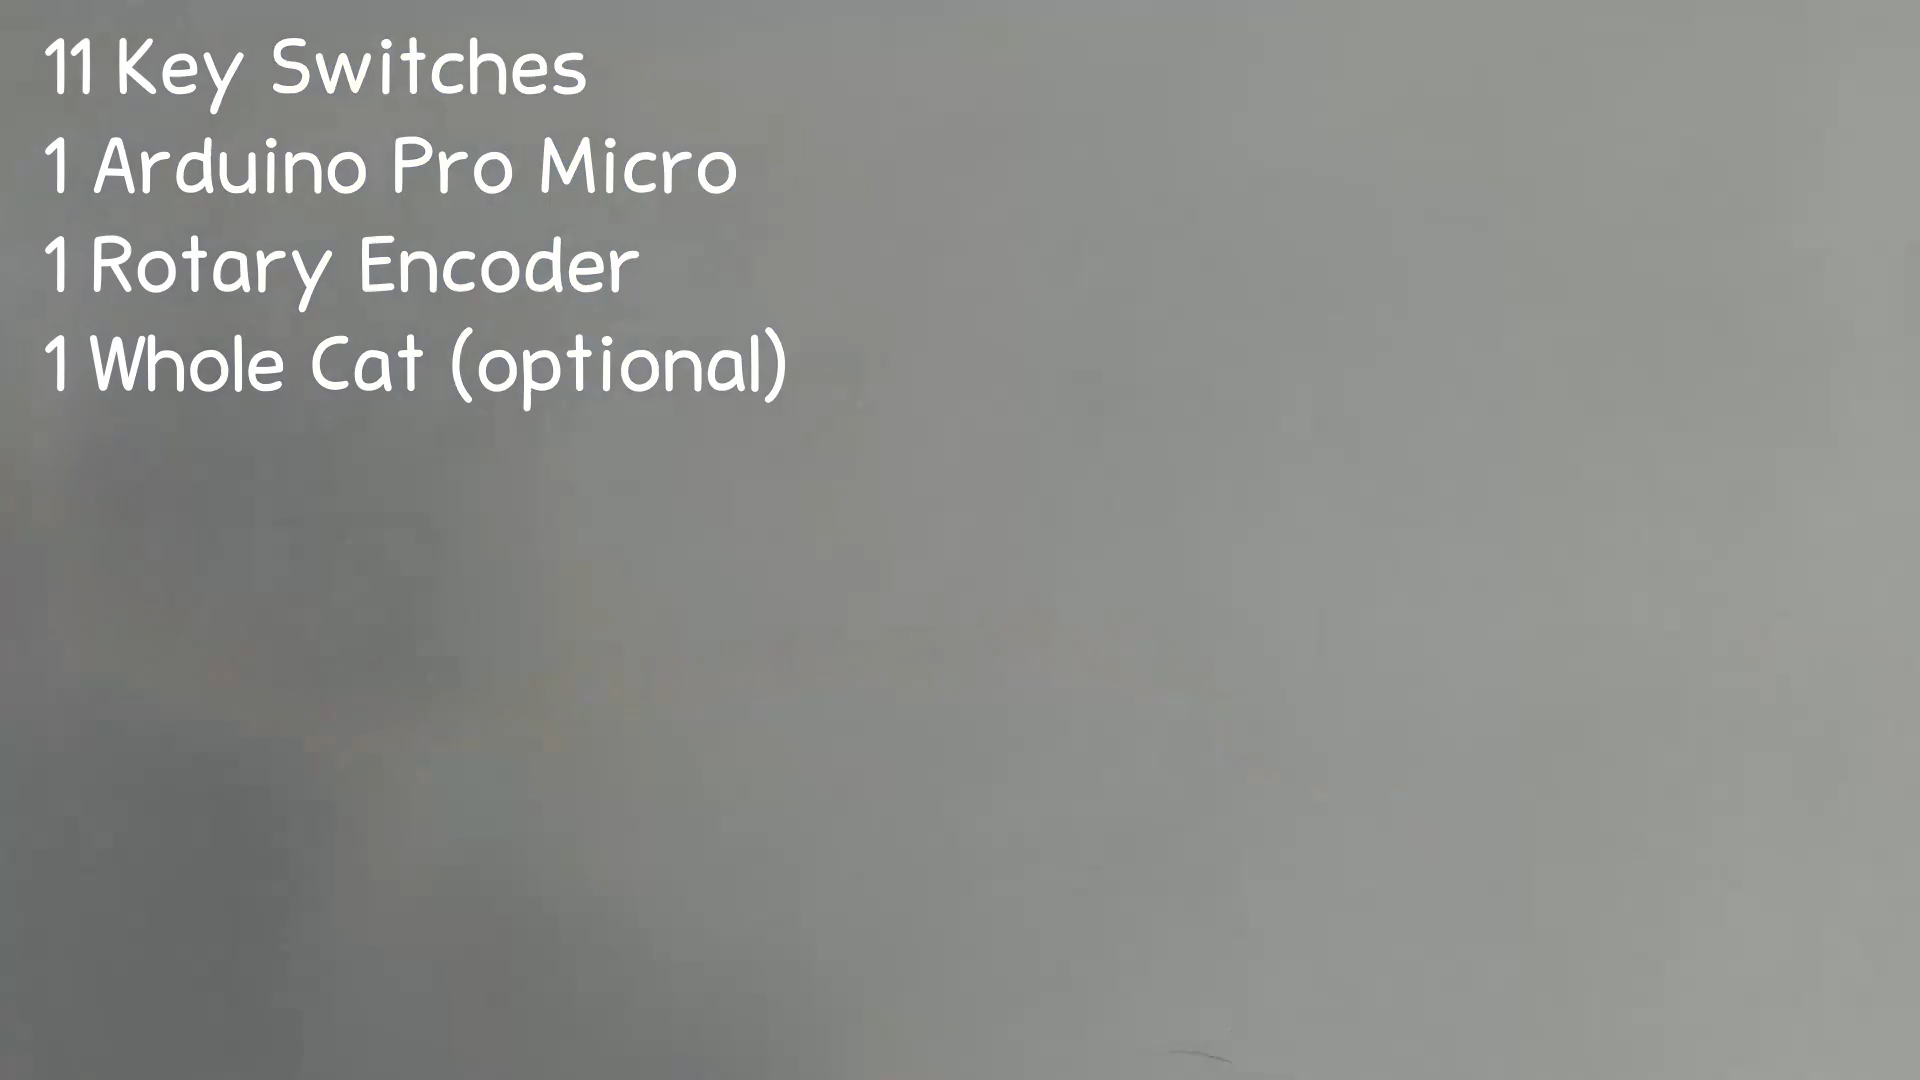 11 Key Switches
1 Arduino Pro Micro
1 Rotary Encoder
1 Whole Cat (optional)